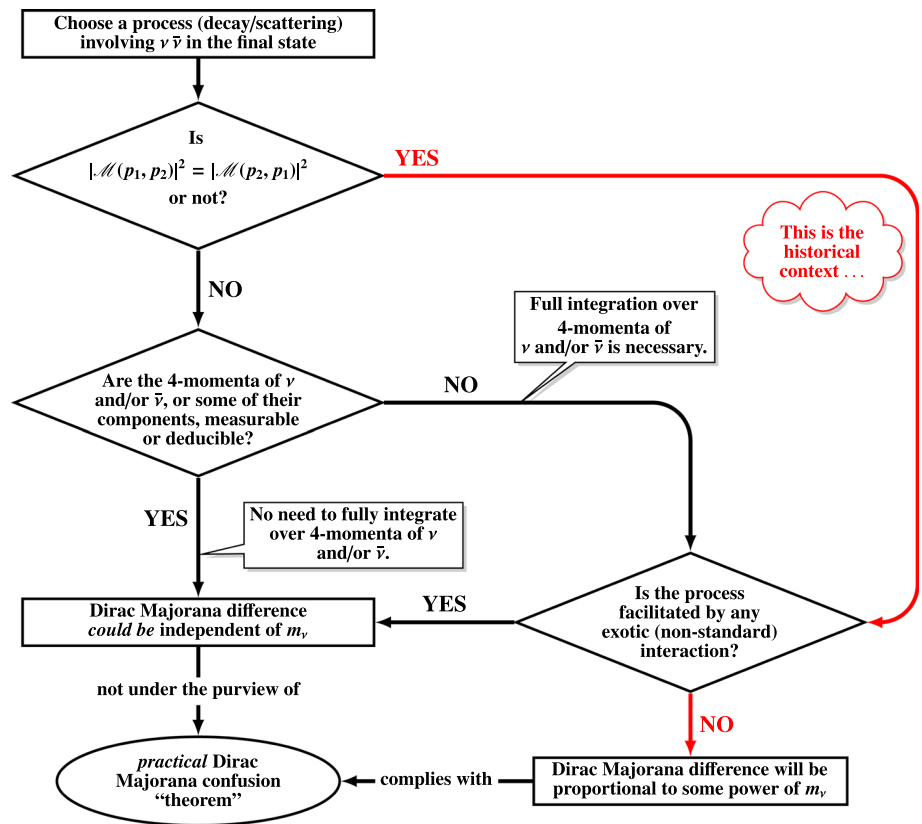 Choose a process (decay/scattering)
involving ν ν̄ in the final state
Is
|ℳ(p₁, p₂)|² = |ℳ(p₂, p₁)|²
or not?
YES
This is the
historical
context . . .
NO
Full integration over
4-momenta of
ν and/or ν̄ is necessary.
Are the 4-momenta of ν
and/or ν̄, or some of their
components, measurable
or deducible?
NO
YES
No need to fully integrate
over 4-momenta of ν
and/or ν̄.
Is the process
facilitated by any
exotic (non-standard)
interaction?
YES
Dirac Majorana difference
could be independent of mν
not under the purview of
NO
practical Dirac
Majorana confusion
“theorem”
complies with
Dirac Majorana difference will be
proportional to some power of mν